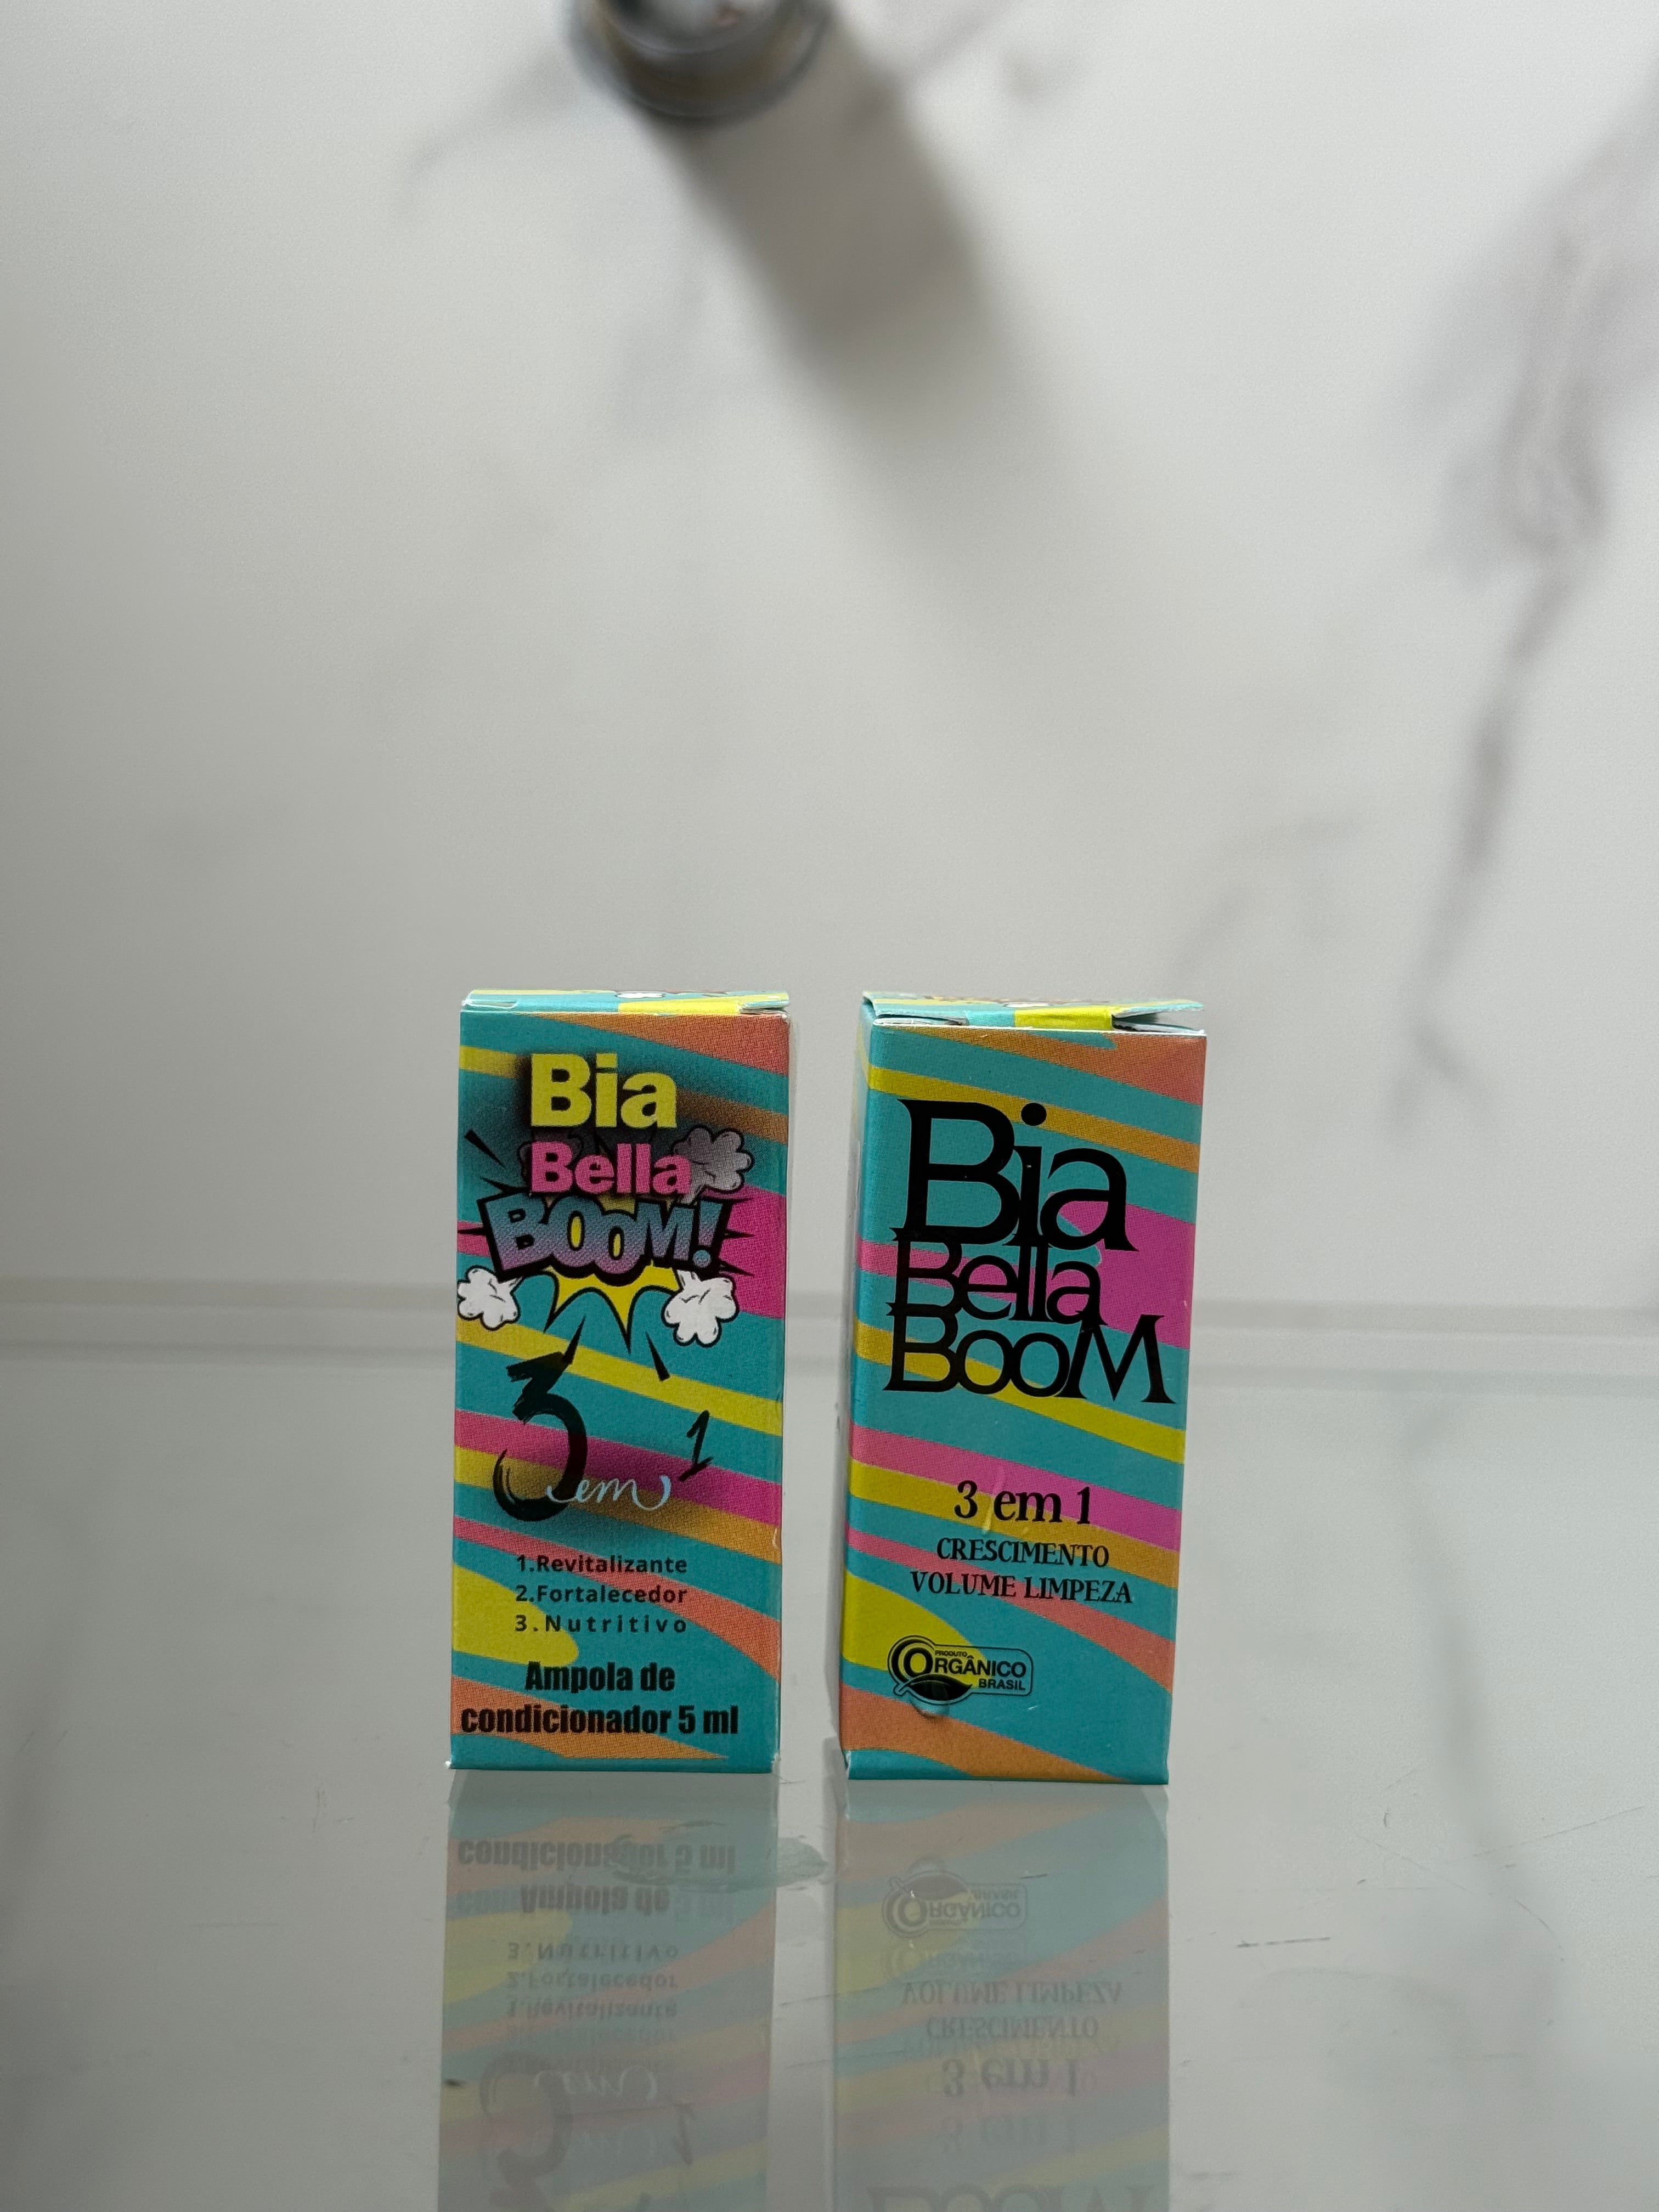 Bia
Bella
BOOM!
3 em 1
1.Revitalizante
2.Fortalecedor
3.Nutritivo
Ampola de
condicionador 5 ml
Bia
Bella
BooM
3 em 1
CRESCIMENTO
VOLUME LIMPEZA
PRODUTO
ORGÂNICO
BRASIL